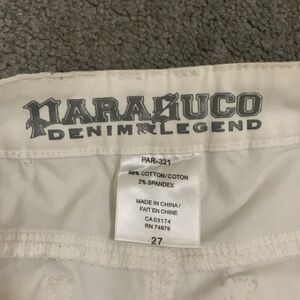 PARASUCO
DENIM & LEGEND
PAR-321
98% COTTON/COTON
2% SPANDEX
MADE IN CHINA/
FAIT EN CHINE
CA 03174
RN 74979
27